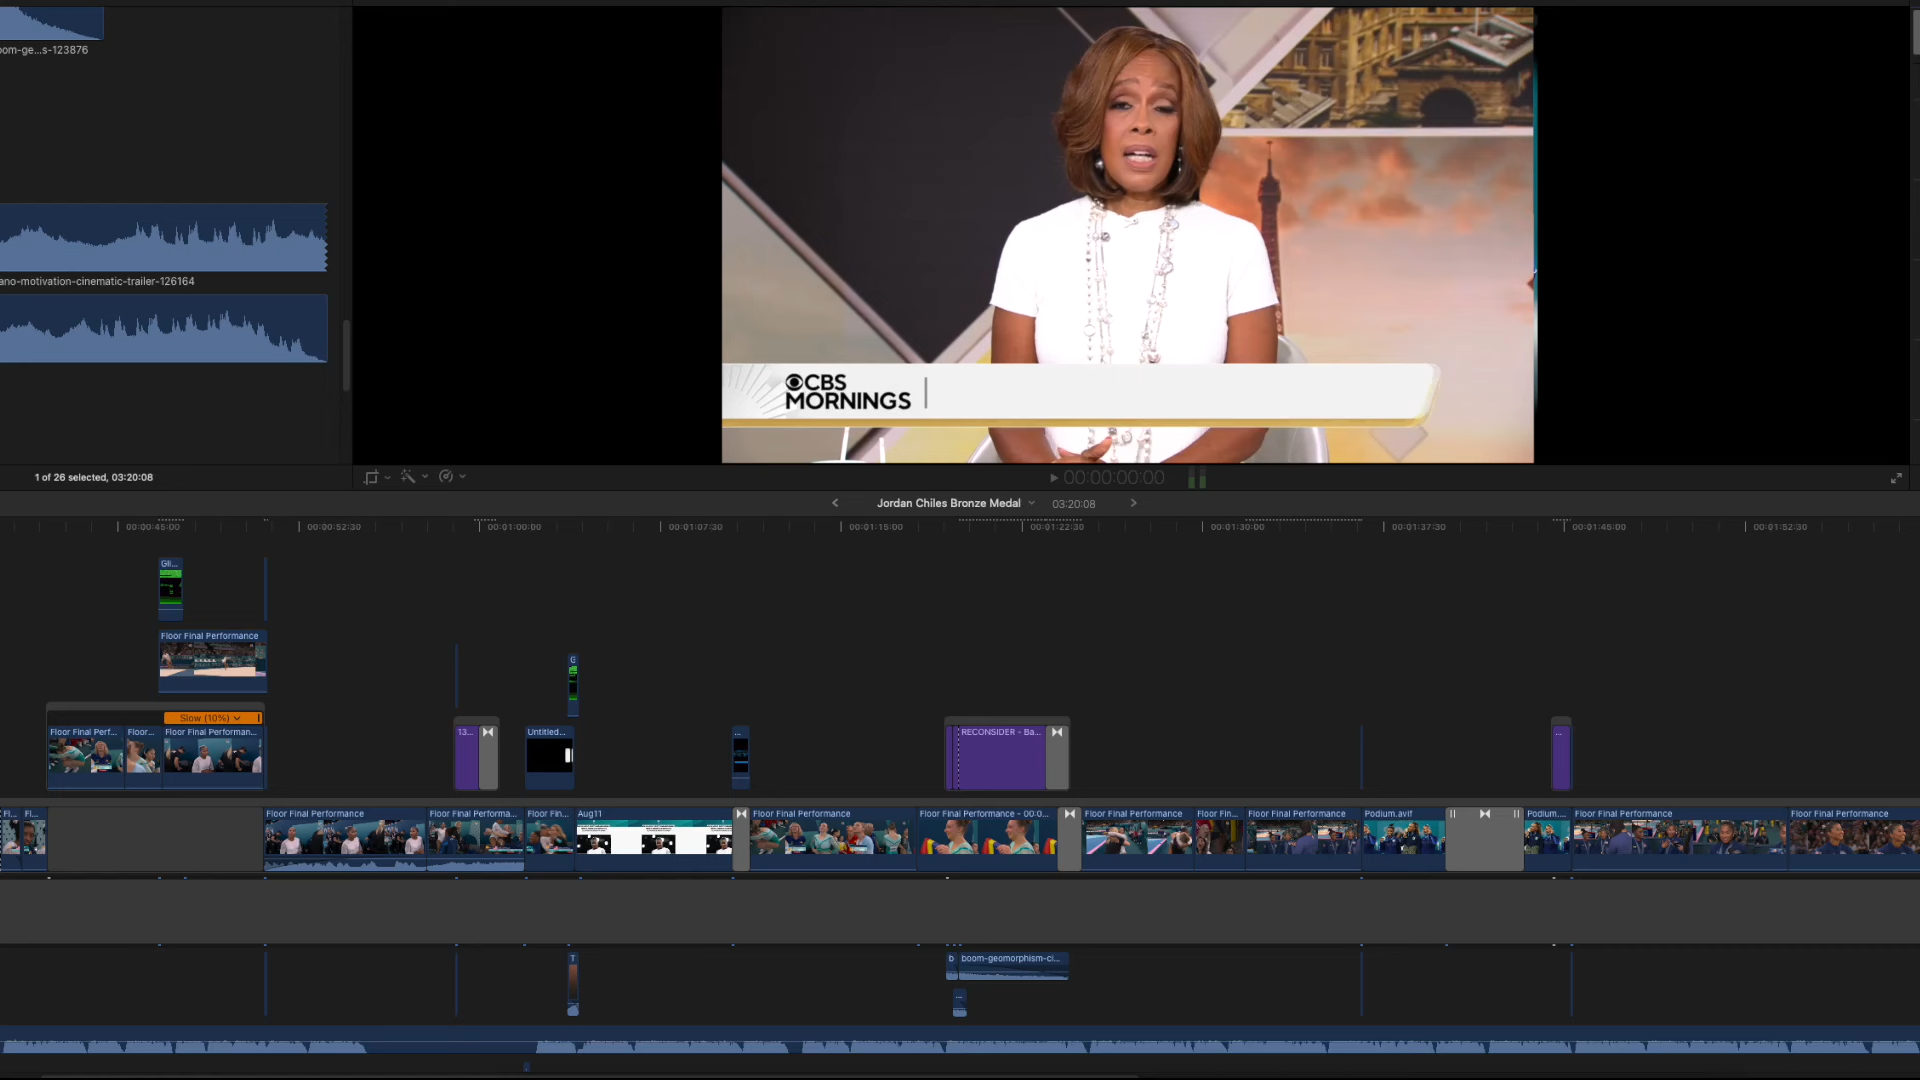 oom-ge...s-123876
ano-motivation-cinematic-trailer-126164
CBS
MORNINGS
1 of 26 selected, 03:20:08
00:00:00:00
Jordan Chiles Bronze Medal
03:20:08
00:00:45:00
00:00:52:30
00:01:00:00
00:01:07:30
00:01:15:00
00:01:22:30
00:01:30:00
00:01:37:30
00:01:45:00
00:01:52:30
Gli...
Floor Final Performance
G
Slow (10%)
Floor Final Perf...
Floor...
Floor Final Performan...
13...
Untitled...
...
RECONSIDER - Ba...
...
Fl...
Fl...
Floor Final Performance
Floor Final Performa...
Floor Fin...
Aug11
Floor Final Performance
Floor Final Performance - 00:0...
Floor Final Performance
Floor Fin...
Floor Final Performance
Podium.avif
Podium....
Floor Final Performance
Floor Final Performance
T
b
boom-geomorphism-ci...
...